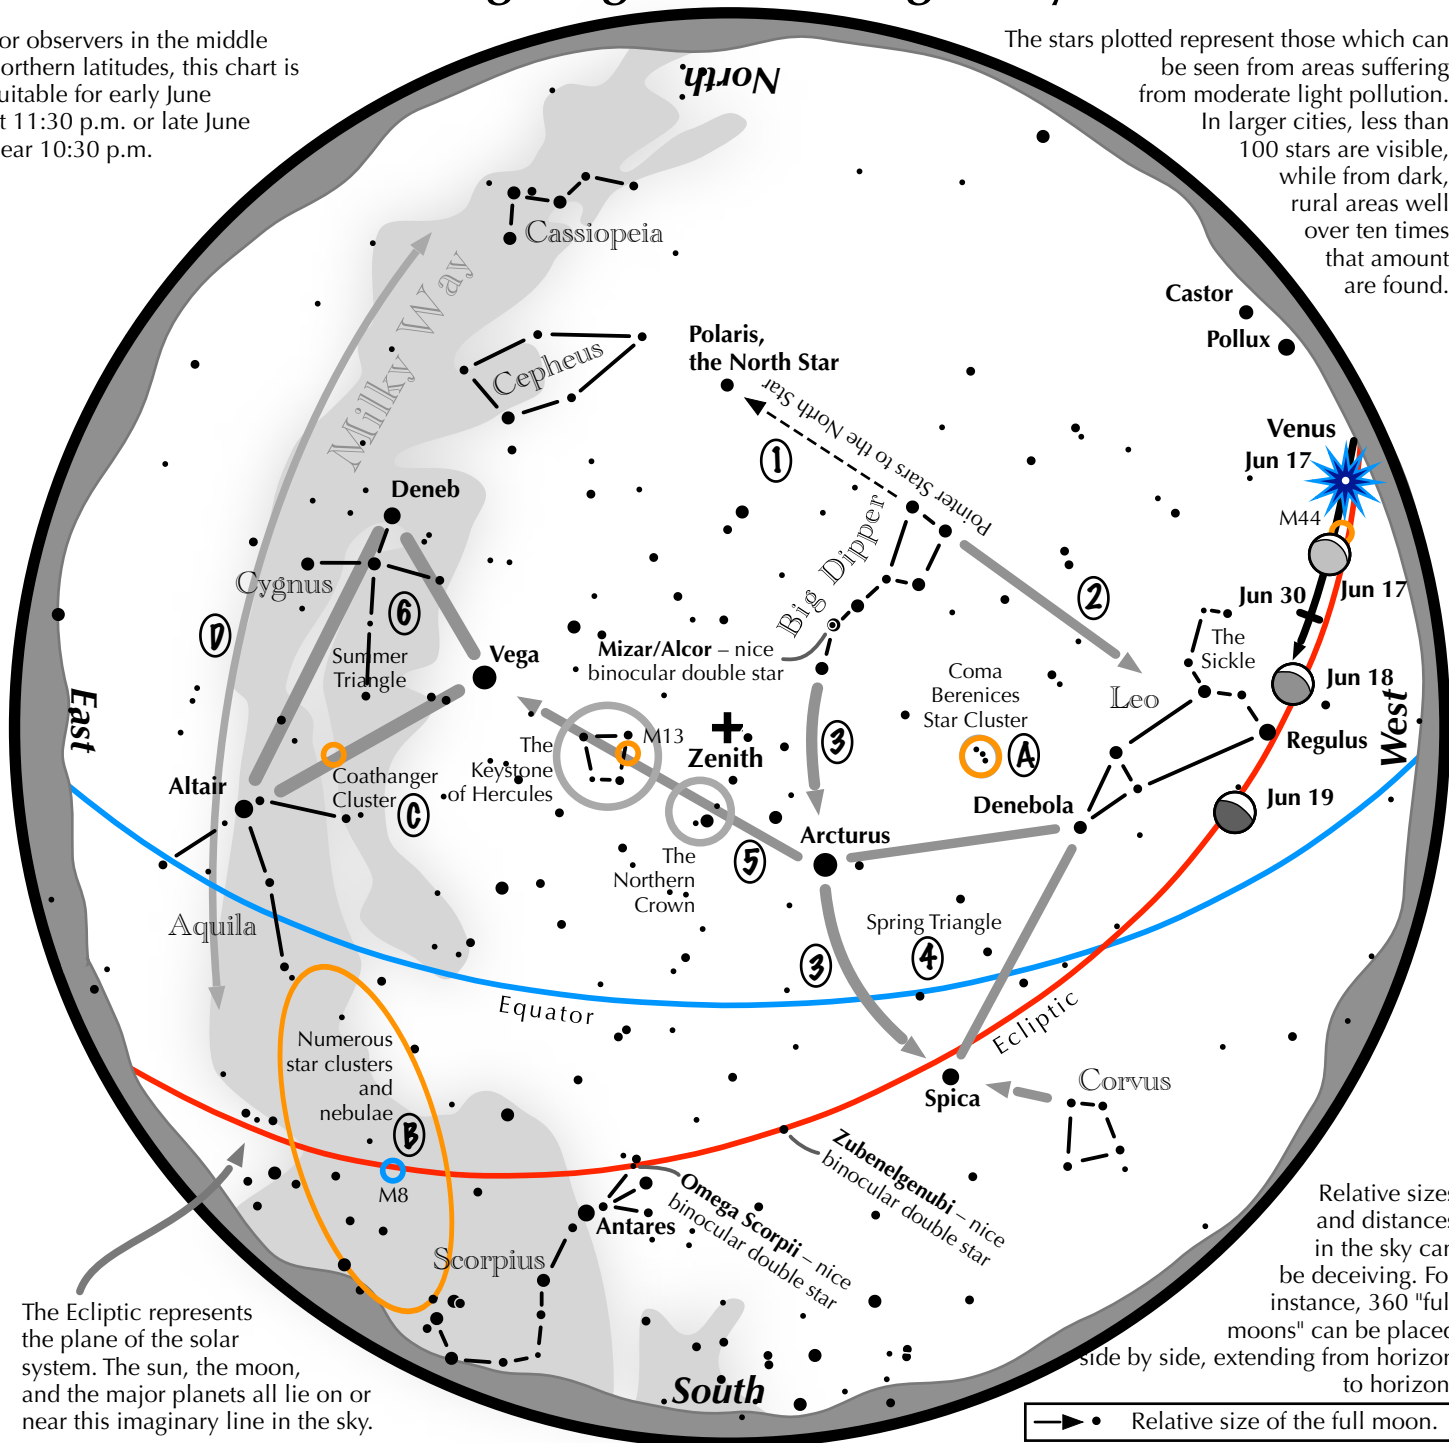 or observers in the middle
orthern latitudes, this chart is
uitable for early June
t 11:30 p.m. or late June
ear 10:30 p.m.
The stars plotted represent those which can
be seen from areas suffering
from moderate light pollution.
In larger cities, less than
100 stars are visible,
while from dark,
rural areas well
over ten times
that amount
are found.
North
Cassiopeia
Milky Way
Castor
Pollux
Cepheus
Polaris,
the North Star
Pointer Stars to the North Star
1
Venus
Jun 17
M44
Jun 17
Jun 30
Deneb
Cygnus
6
D
Big Dipper
2
Summer
Triangle
Vega
Mizar/Alcor – nice
binocular double star
The
Sickle
Jun 18
Coma
Berenices
Star Cluster
A
Leo
East
West
Regulus
M13
Zenith
3
The
Keystone
of Hercules
Altair
Coathanger
Cluster
C
Denebola
Jun 19
Arcturus
5
The
Northern
Crown
Aquila
Spring Triangle
4
3
Equator
Ecliptic
Numerous
star clusters
and
nebulae
B
M8
Spica
Corvus
Zubenelgenubi – nice
binocular double star
Omega Scorpii – nice
binocular double star
Antares
Scorpius
South
The Ecliptic represents
the plane of the solar
system. The sun, the moon,
and the major planets all lie on or
near this imaginary line in the sky.
Relative sizes
and distances
in the sky can
be deceiving. Fo
instance, 360 "ful
moons" can be placed
side by side, extending from horizon
to horizon
Relative size of the full moon.